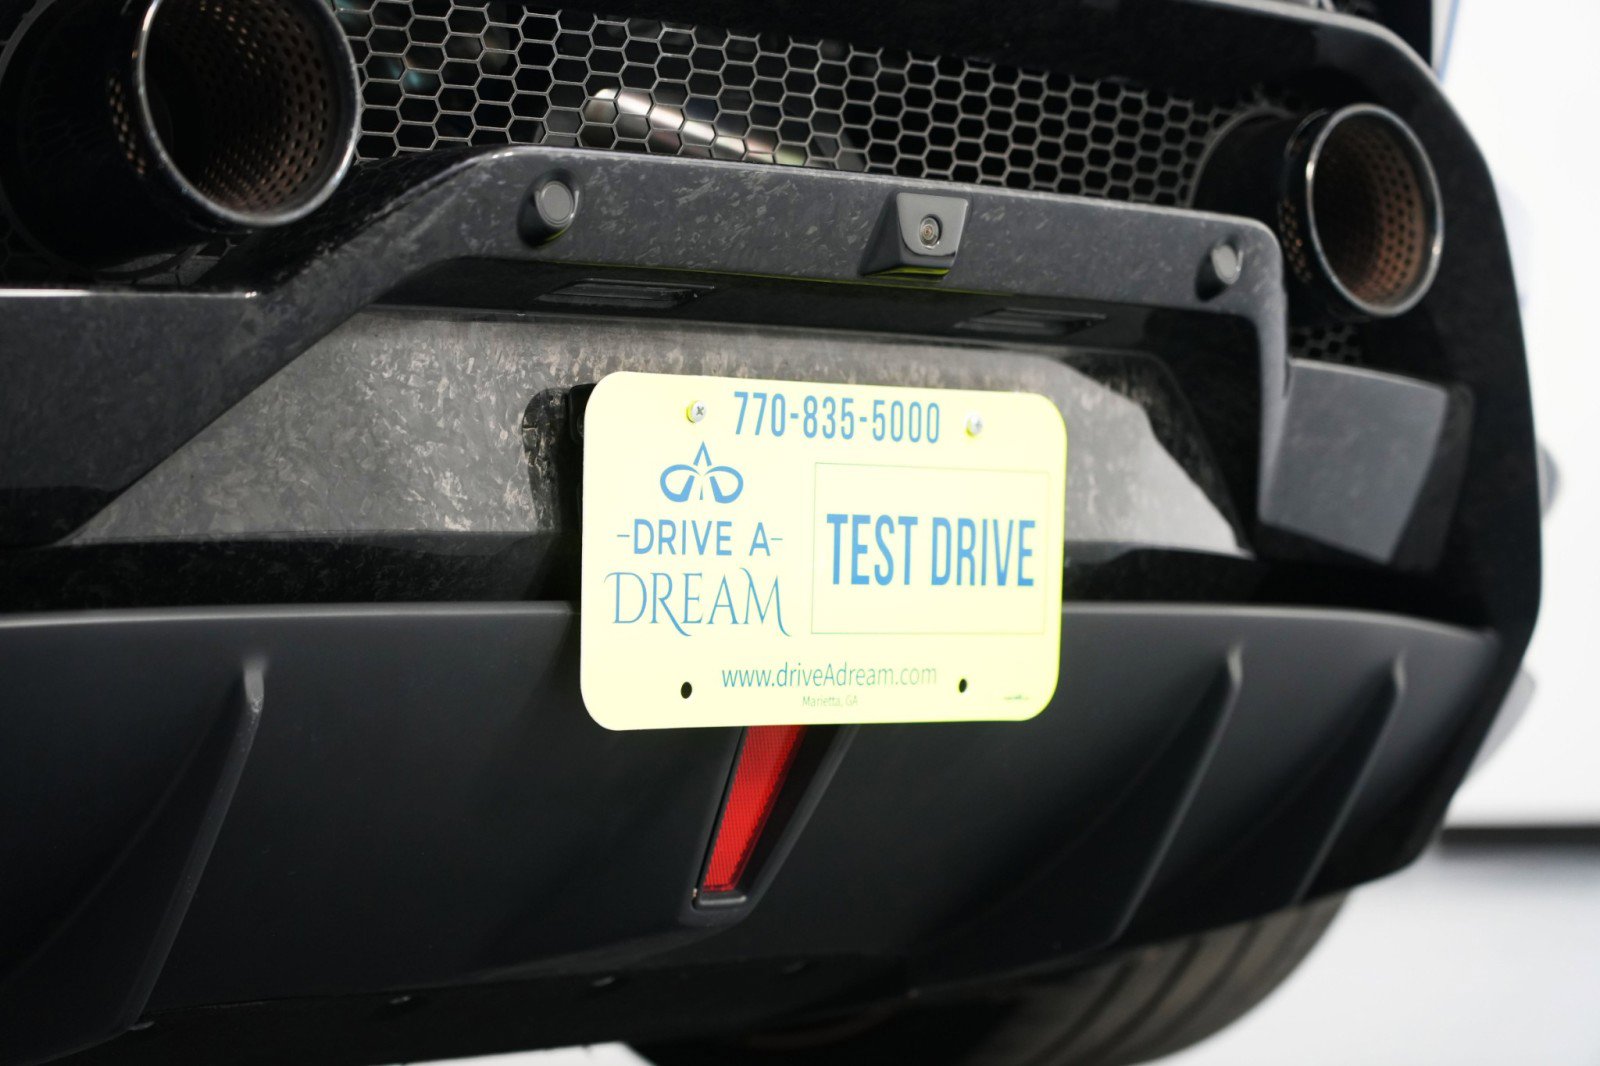 770-835-5000
-DRIVE A-
DREAM
TEST DRIVE
www.driveAdream.com
Marietta, GA